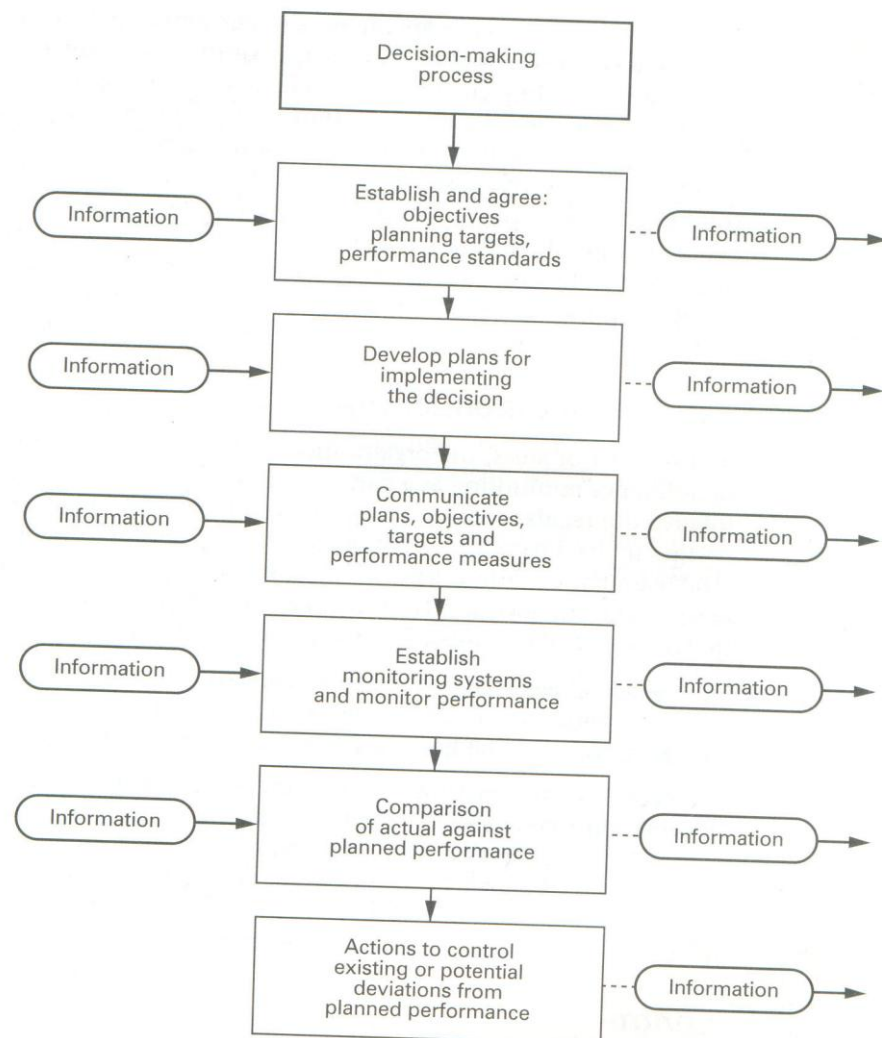 Decision-making
process
Information
Establish and agree:
objectives
planning targets,
performance standards
Information
Information
Develop plans for
implementing
the decision
Information
Information
Communicate
plans, objectives,
targets and
performance measures
Information
Information
Establish
monitoring systems
and monitor performance
Information
Information
Comparison
of actual against
planned performance
Information
Actions to control
existing or potential
deviations from
planned performance
Information